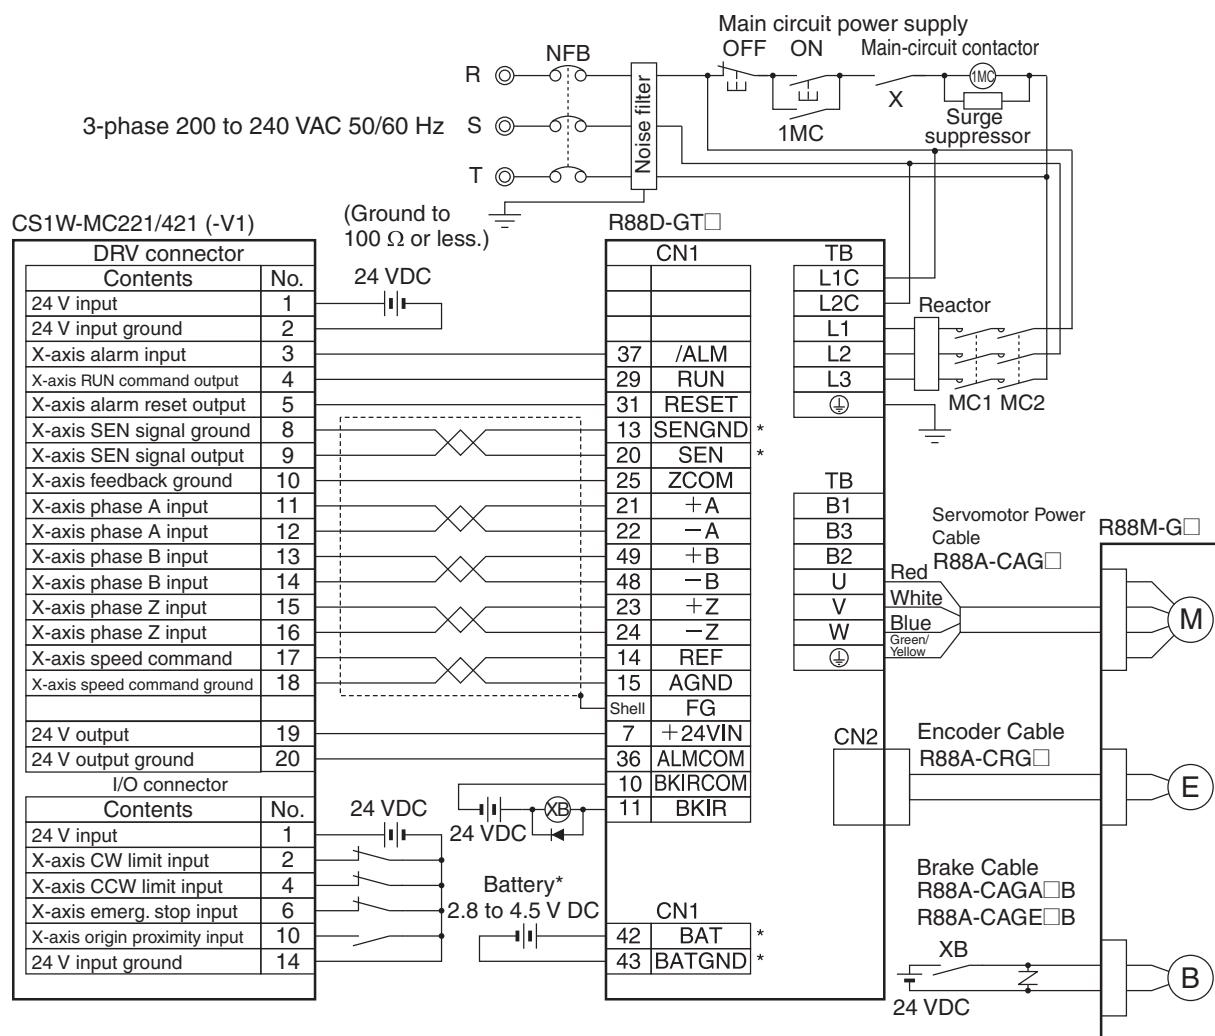 Main circuit power supply
OFF ON Main-circuit contactor
NFB
R
1MC
X
Noise filter
3-phase 200 to 240 VAC 50/60 Hz S
1MC
Surge
suppressor
T
CS1W-MC221/421 (-V1)
(Ground to
100 Ω or less.)
R88D-GT□
DRV connector
Contents No.
24 V input 1
24 V input ground 2
X-axis alarm input 3
X-axis RUN command output 4
X-axis alarm reset output 5
X-axis SEN signal ground 8
X-axis SEN signal output 9
X-axis feedback ground 10
X-axis phase A input 11
X-axis phase A input 12
X-axis phase B input 13
X-axis phase B input 14
X-axis phase Z input 15
X-axis phase Z input 16
X-axis speed command 17
X-axis speed command ground 18
24 V output 19
24 V output ground 20
I/O connector
Contents No.
24 V input 1
X-axis CW limit input 2
X-axis CCW limit input 4
X-axis emerg. stop input 6
X-axis origin proximity input 10
24 V input ground 14
24 VDC
24 VDC
24 VDC
XB
Battery*
2.8 to 4.5 V DC
CN1
37 /ALM
29 RUN
31 RESET
13 SENGND *
20 SEN *
25 ZCOM
21 +A
22 −A
49 +B
48 −B
23 +Z
24 −Z
14 REF
15 AGND
Shell FG
7 +24VIN
36 ALMCOM
10 BKIRCOM
11 BKIR
CN1
42 BAT *
43 BATGND *
TB
L1C
L2C
L1
L2
L3
Reactor
MC1 MC2
TB
B1
B3
B2
U
V
W
Red
White
Blue
Green/
Yellow
Servomotor Power
Cable
R88A-CAG□
R88M-G□
M
CN2
Encoder Cable
R88A-CRG□
E
Brake Cable
R88A-CAGA□B
R88A-CAGE□B
XB
24 VDC
B